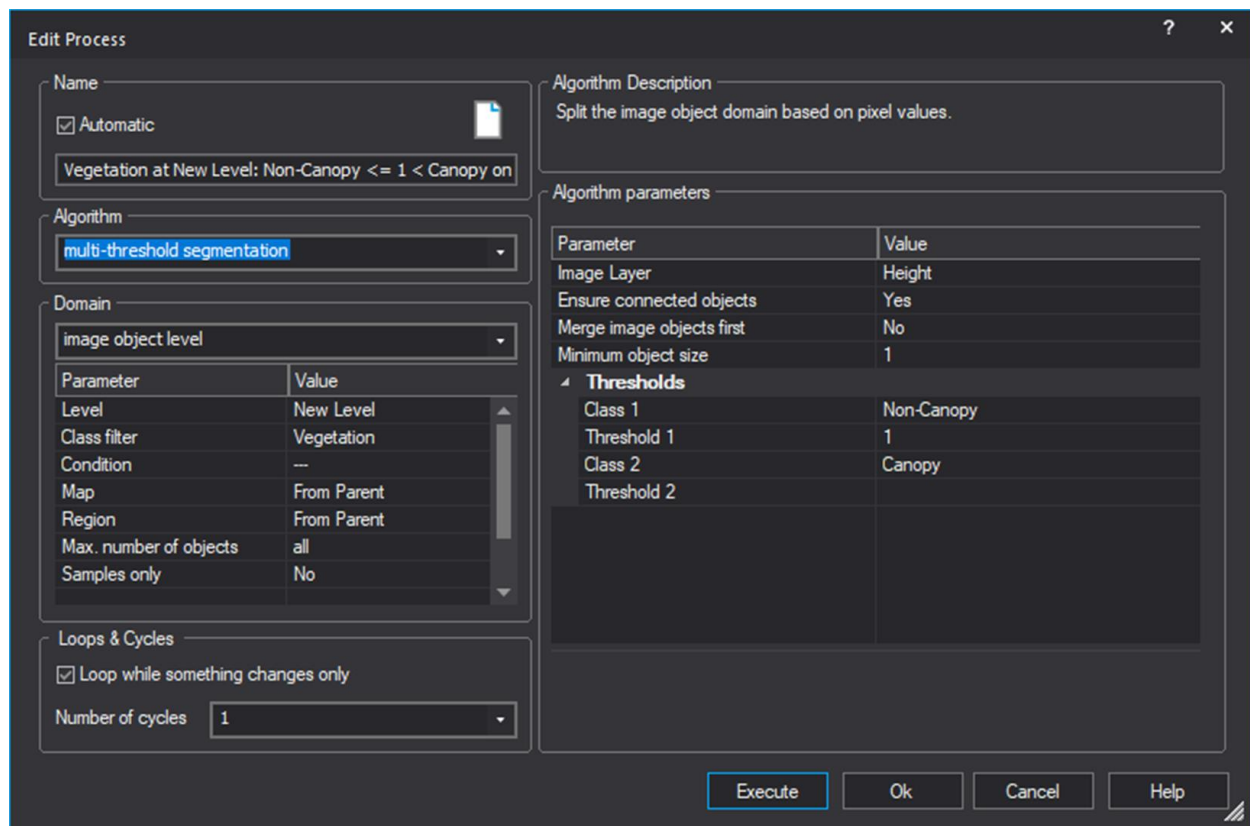 Edit Process
? ×
Name
Automatic
Vegetation at New Level: Non-Canopy <= 1 < Canopy on
Algorithm
multi-threshold segmentation
Domain
image object level
Parameter Value
Level New Level
Class filter Vegetation
Condition ---
Map From Parent
Region From Parent
Max. number of objects all
Samples only No
Loops & Cycles
Loop while something changes only
Number of cycles 1
Algorithm Description
Split the image object domain based on pixel values.
Algorithm parameters
Parameter Value
Image Layer Height
Ensure connected objects Yes
Merge image objects first No
Minimum object size 1
Thresholds
Class 1 Non-Canopy
Threshold 1 1
Class 2 Canopy
Threshold 2
Execute Ok Cancel Help